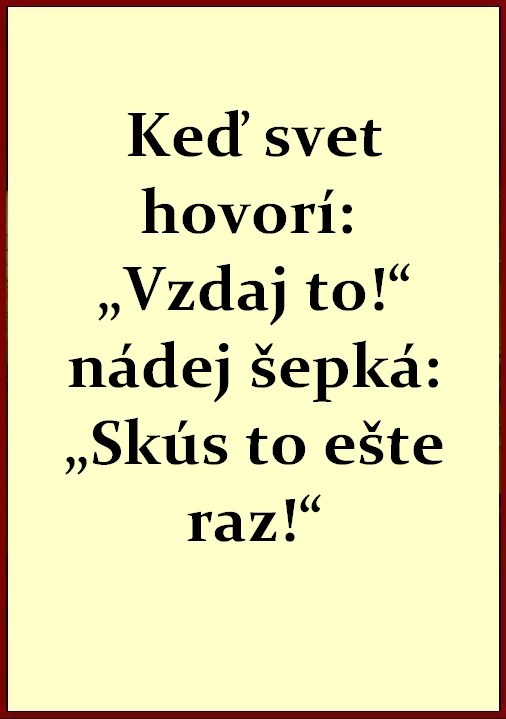 Keď svet
hovorí:
„Vzdaj to!“
nádej šepká:
„Skús to ešte
raz!“